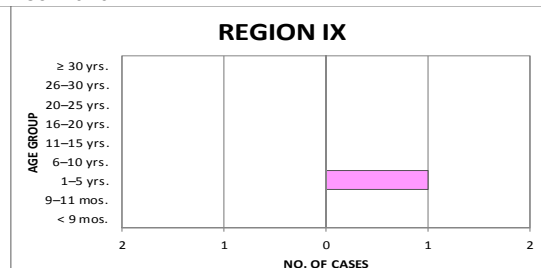 REGION IX
AGE GROUP
≥ 30 yrs.
26–30 yrs.
20–25 yrs.
16–20 yrs.
11–15 yrs.
6–10 yrs.
1–5 yrs.
9–11 mos.
< 9 mos.
2 1 0 1 2
NO. OF CASES